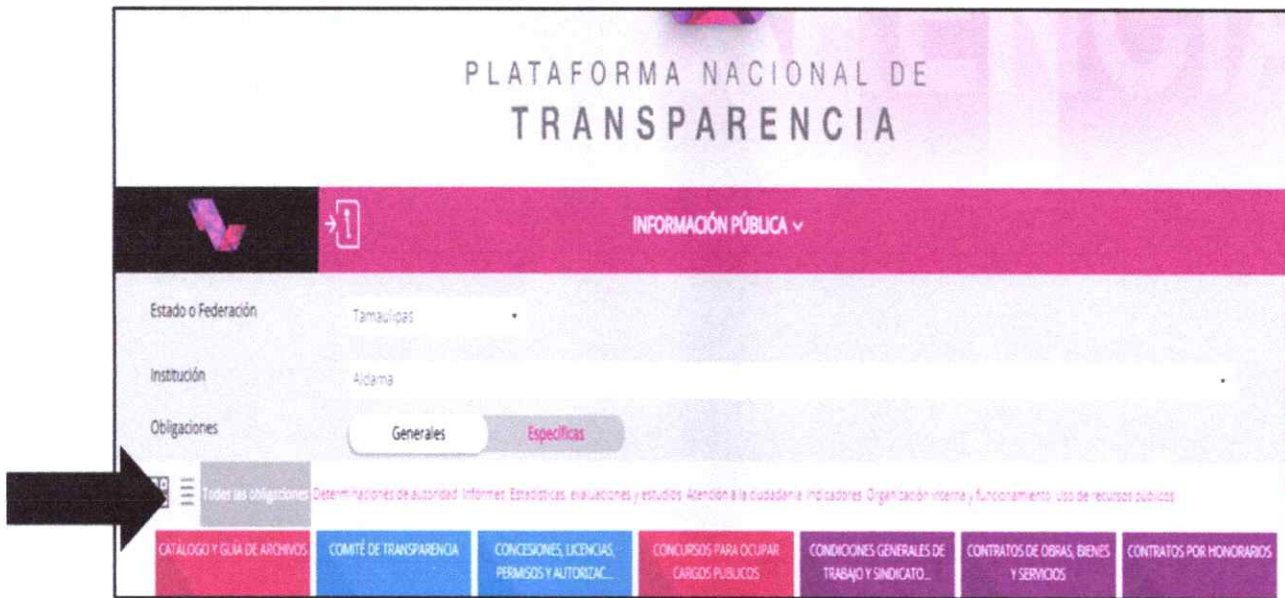 PLATAFORMA NACIONAL DE
TRANSPARENCIA
INFORMACIÓN PÚBLICA
Estado o Federación
Tamaulipas
Institución
Aldama
Obligaciones
Generales Específicas
Todas las obligaciones Determinaciones de autoridad Informes Estadísticas, evaluaciones y estudios Atención a la ciudadanía Indicadores Organización interna y funcionamiento Uso de recursos públicos
CATÁLOGO Y GUÍA DE ARCHIVOS COMITÉ DE TRANSPARENCIA CONCESIONES, LICENCIAS, CONCURSOS PARA OCUPAR CONDICIONES GENERALES DE CONTRATOS DE OBRAS, BIENES CONTRATOS POR HONORARIOS
PERMISOS Y AUTORIZAC... CARGOS PÚBLICOS TRABAJO Y SINDICATO... Y SERVICIOS